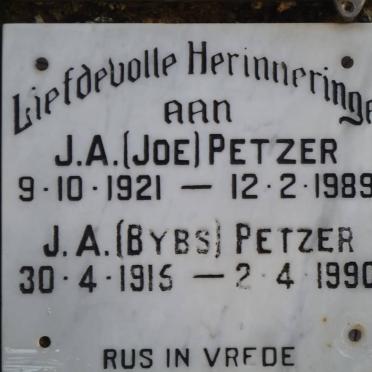 Liefdevolle Herinneringe
AAN
J.A. (JOE) PETZER
9·10·1921 — 12·2·1989
J.A. (BYBS) PETZER
30·4·1915 — 2·4·1990
RUS IN VREDE